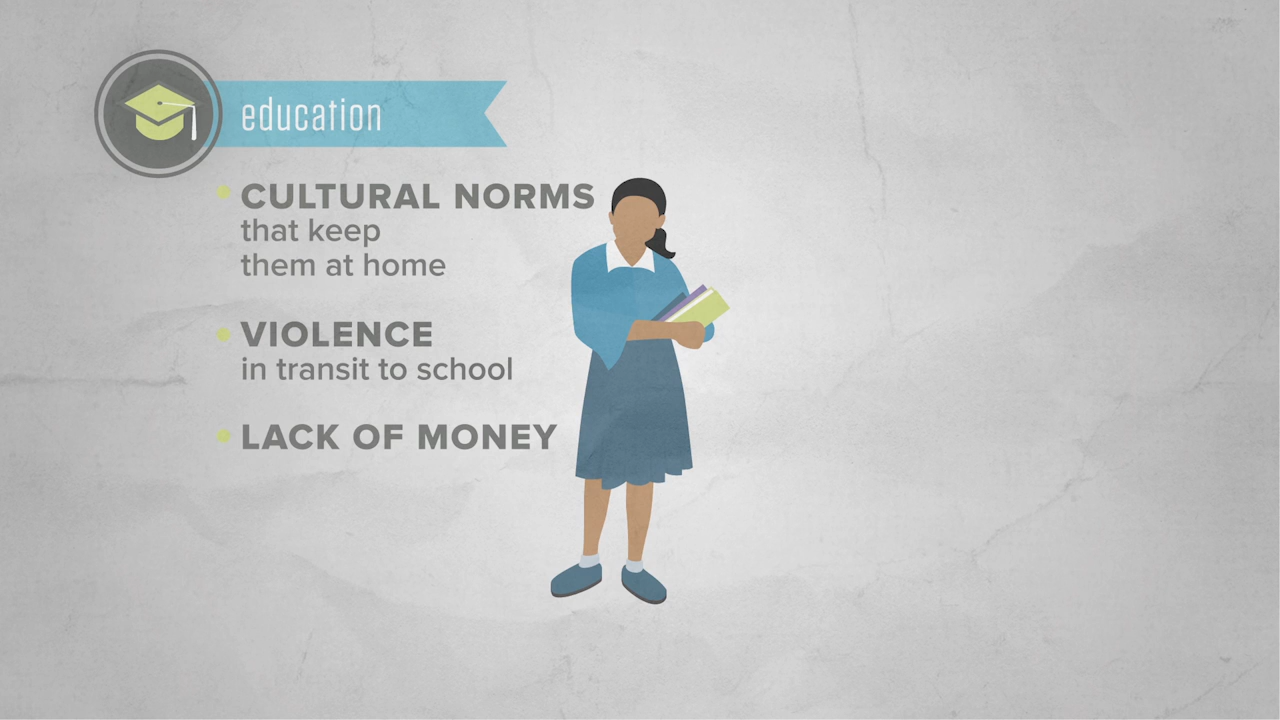 education
CULTURAL NORMS
that keep
them at home
VIOLENCE
in transit to school
LACK OF MONEY